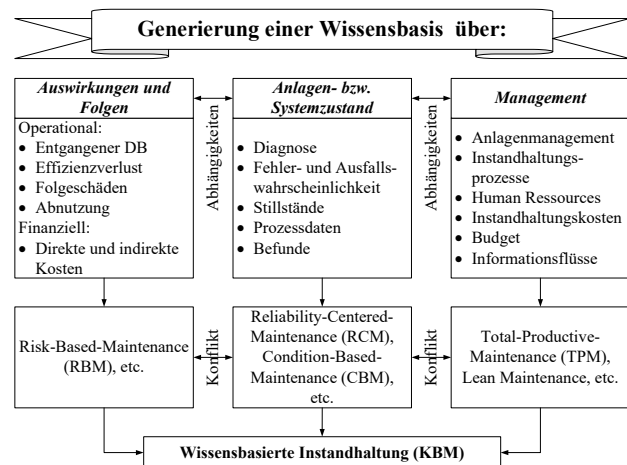 Generierung einer Wissensbasis über:
Auswirkungen und
Folgen
Operational:
• Entgangener DB
• Effizienzverlust
• Folgeschäden
• Abnutzung
Finanziell:
• Direkte und indirekte
Kosten
Abhängigkeiten
Anlagen- bzw.
Systemzustand
• Diagnose
• Fehler- und Ausfalls-
wahrscheinlichkeit
• Stillstände
• Prozessdaten
• Befunde
Abhängigkeiten
Management
• Anlagenmanagement
• Instandhaltungs-
prozesse
• Human Ressources
• Instandhaltungskosten
• Budget
• Informationsflüsse
Risk-Based-Maintenance
(RBM), etc.
Konflikt
Reliability-Centered-
Maintenance (RCM),
Condition-Based-
Maintenance (CBM),
etc.
Konflikt
Total-Productive-
Maintenance (TPM),
Lean Maintenance, etc.
Wissensbasierte Instandhaltung (KBM)